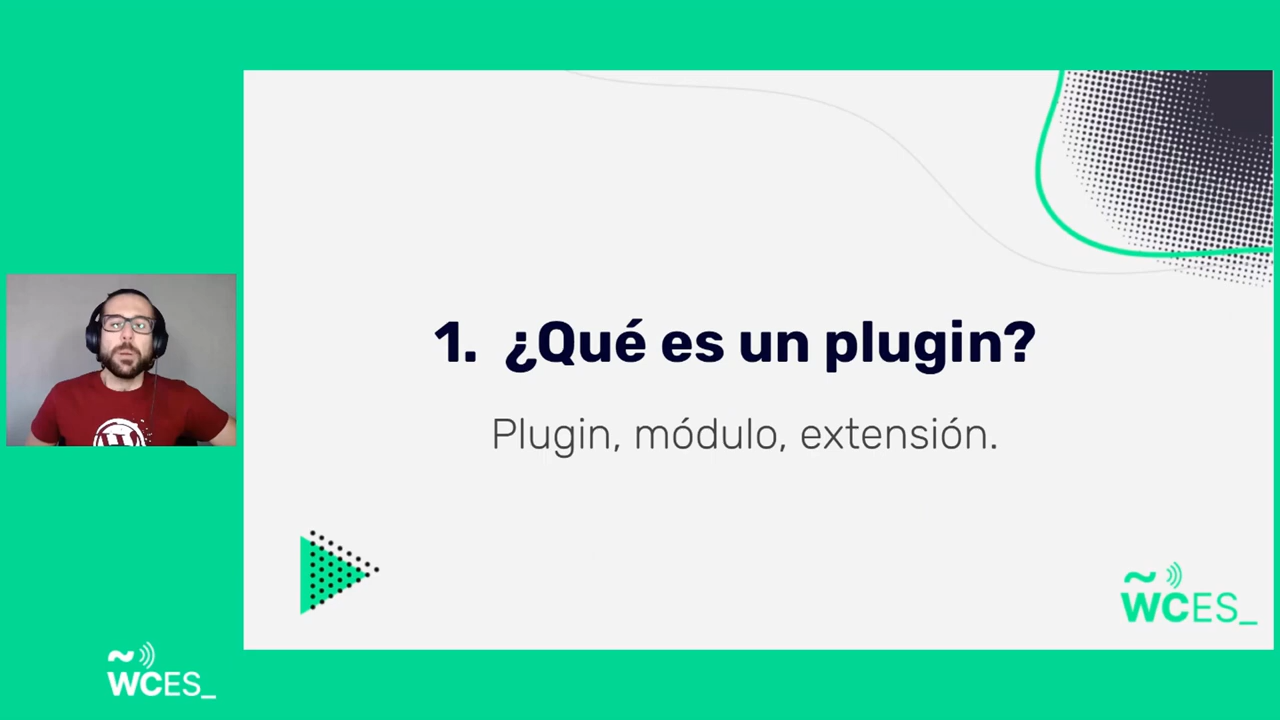 1. ¿Qué es un plugin?
Plugin, módulo, extensión.
WCES_
WCES_